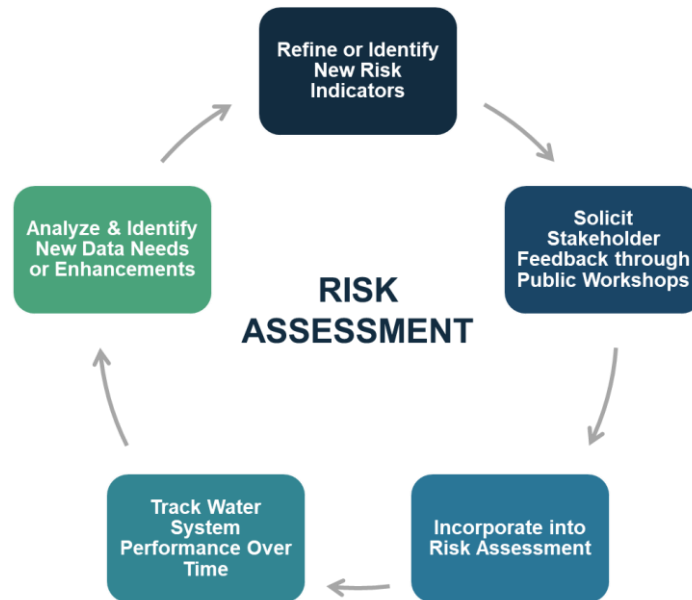 Refine or Identify
New Risk
Indicators
Solicit
Stakeholder
Feedback through
Public Workshops
Incorporate into
Risk Assessment
Track Water
System
Performance Over
Time
Analyze & Identify
New Data Needs
or Enhancements
RISK
ASSESSMENT